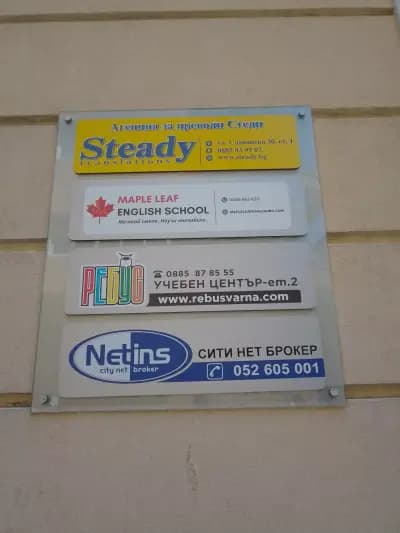 Агенция за преводи Стеди
Steady
translations
www.steady.bg
MAPLE LEAF
ENGLISH SCHOOL
РЕБУС
0885 87 85 55
УЧЕБЕН ЦЕНТЪР-ет.2
www.rebusvarna.com
Netins
city net broker
СИТИ НЕТ БРОКЕР
052 605 001